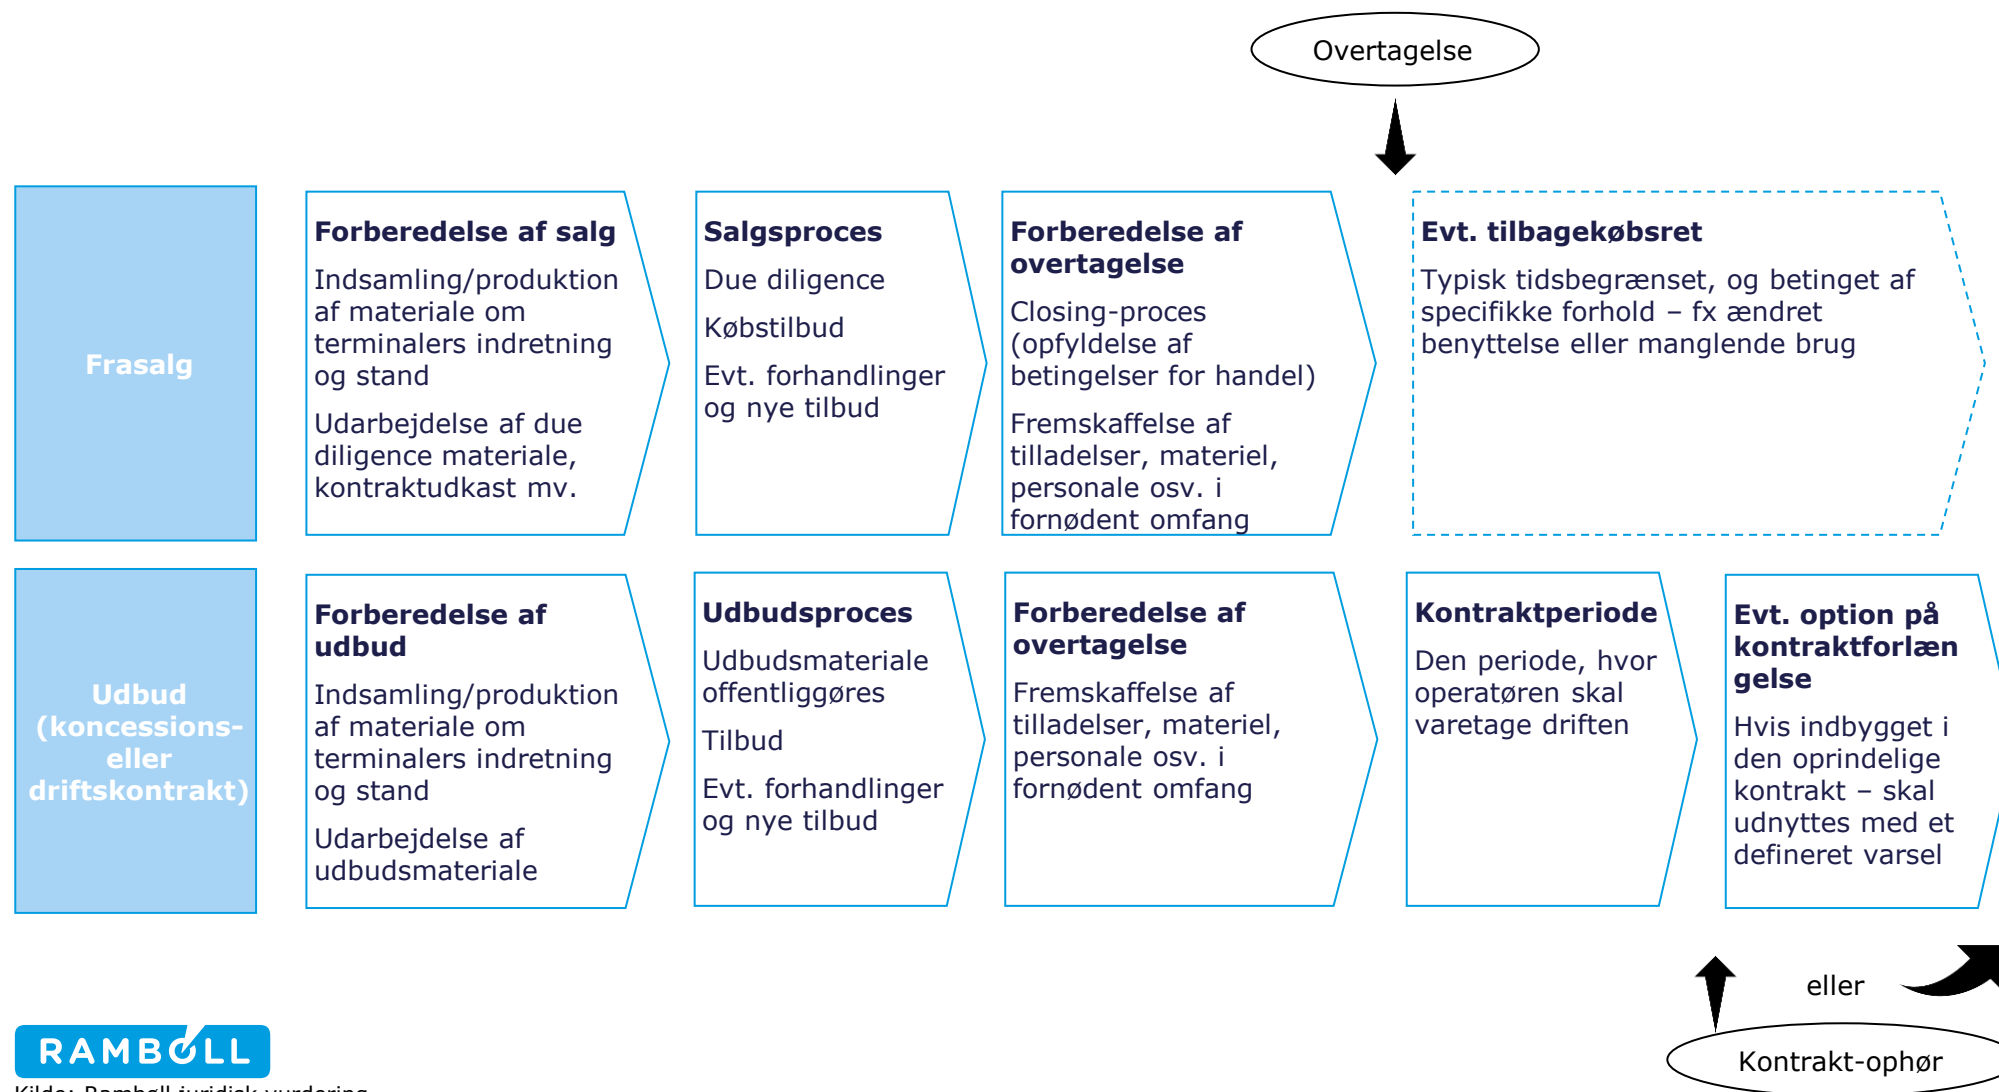 Overtagelse
Frasalg
Forberedelse af salg
Indsamling/produktion
af materiale om
terminalers indretning
og stand
Udarbejdelse af due
diligence materiale,
kontraktudkast mv.
Salgsproces
Due diligence
Købstilbud
Evt. forhandlinger
og nye tilbud
Forberedelse af
overtagelse
Closing-proces
(opfyldelse af
betingelser for handel)
Fremskaffelse af
tilladelser, materiel,
personale osv. i
fornødent omfang
Evt. tilbagekøbsret
Typisk tidsbegrænset, og betinget af
specifikke forhold – fx ændret
benyttelse eller manglende brug
Udbud
(koncessions-
eller
driftskontrakt)
Forberedelse af
udbud
Indsamling/produktion
af materiale om
terminalers indretning
og stand
Udarbejdelse af
udbudsmateriale
Udbudsproces
Udbudsmateriale
offentliggøres
Tilbud
Evt. forhandlinger
og nye tilbud
Forberedelse af
overtagelse
Fremskaffelse af
tilladelser, materiel,
personale osv. i
fornødent omfang
Kontraktperiode
Den periode, hvor
operatøren skal
varetage driften
Evt. option på
kontraktforlæn
gelse
Hvis indbygget i
den oprindelige
kontrakt – skal
udnyttes med et
defineret varsel
eller
Kontrakt-ophør
RAMBØLL
Kilde: Rambøll juridisk vurdering